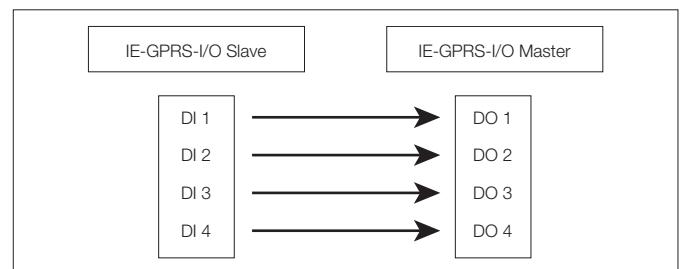 IE-GPRS-I/O Slave IE-GPRS-I/O Master
DI 1 DO 1
DI 2 DO 2
DI 3 DO 3
DI 4 DO 4